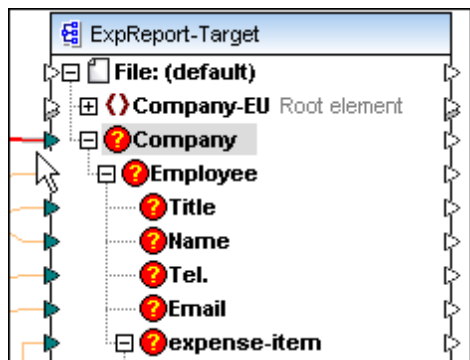 ExpReport-Target
File: (default)
Company-EU Root element
Company
Employee
Title
Name
Tel.
Email
expense-item